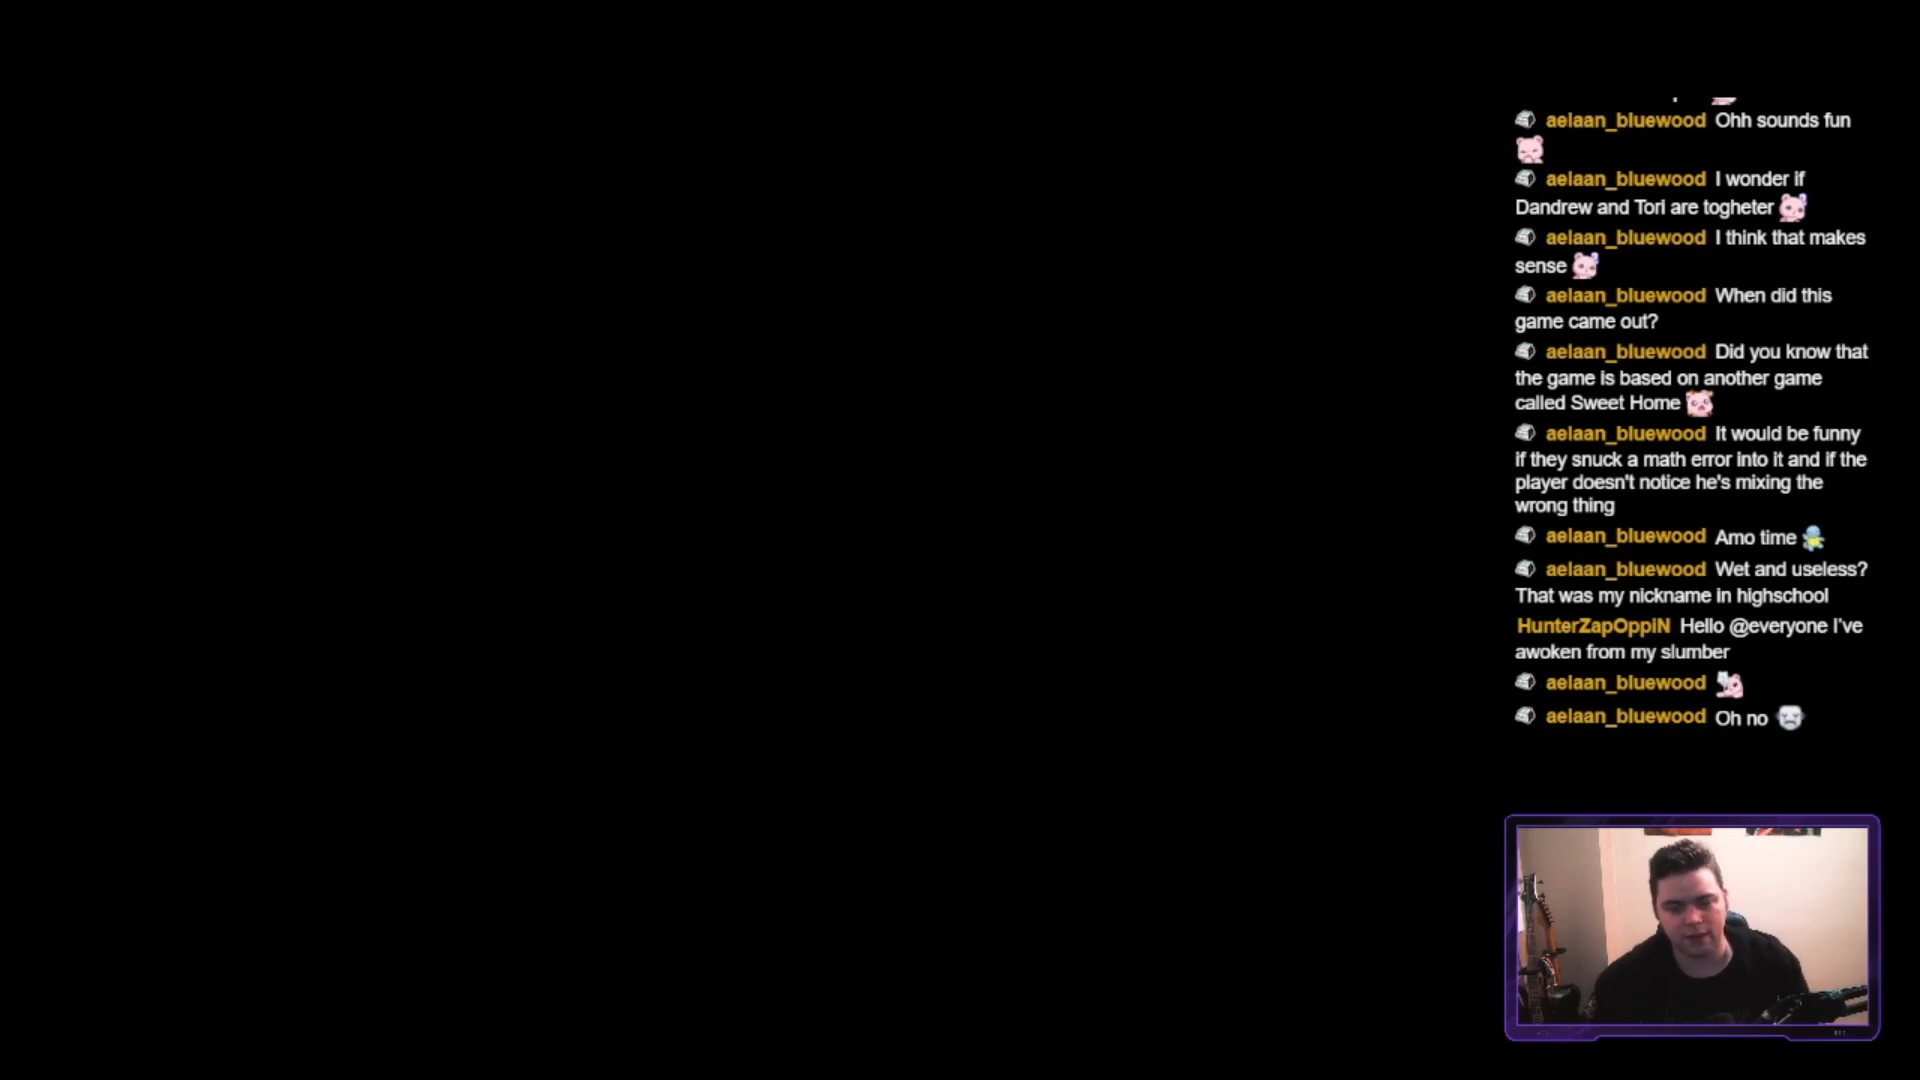 aelaan_bluewood Ohh sounds fun
aelaan_bluewood I wonder if
Dandrew and Tori are togheter
aelaan_bluewood I think that makes
sense
aelaan_bluewood When did this
game came out?
aelaan_bluewood Did you know that
the game is based on another game
called Sweet Home
aelaan_bluewood It would be funny
if they snuck a math error into it and if the
player doesn't notice he's mixing the
wrong thing
aelaan_bluewood Amo time
aelaan_bluewood Wet and useless?
That was my nickname in highschool
HunterZapOppiN Hello @everyone I've
awoken from my slumber
aelaan_bluewood
aelaan_bluewood Oh no